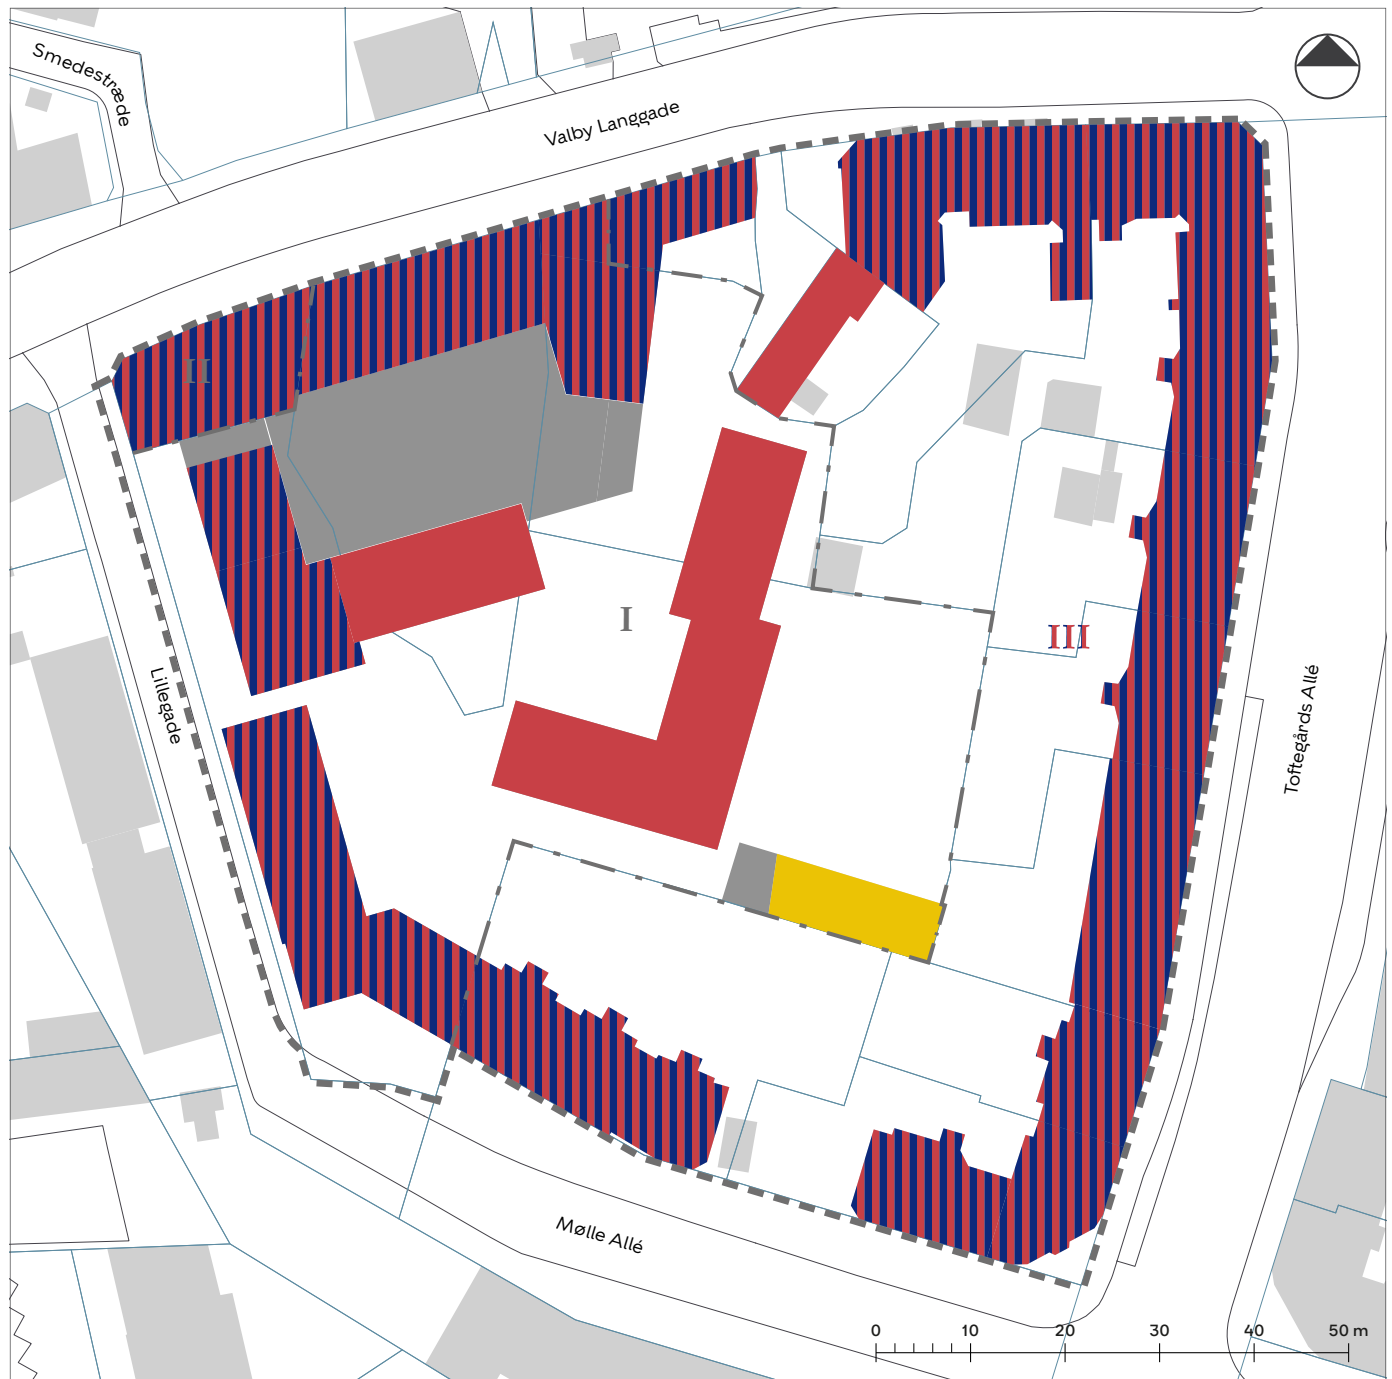 Smedestræde
Valby Langgade
II
I
III
Lillegade
Toftegårds Allé
Mølle Allé
0 10 20 30 40 50 m